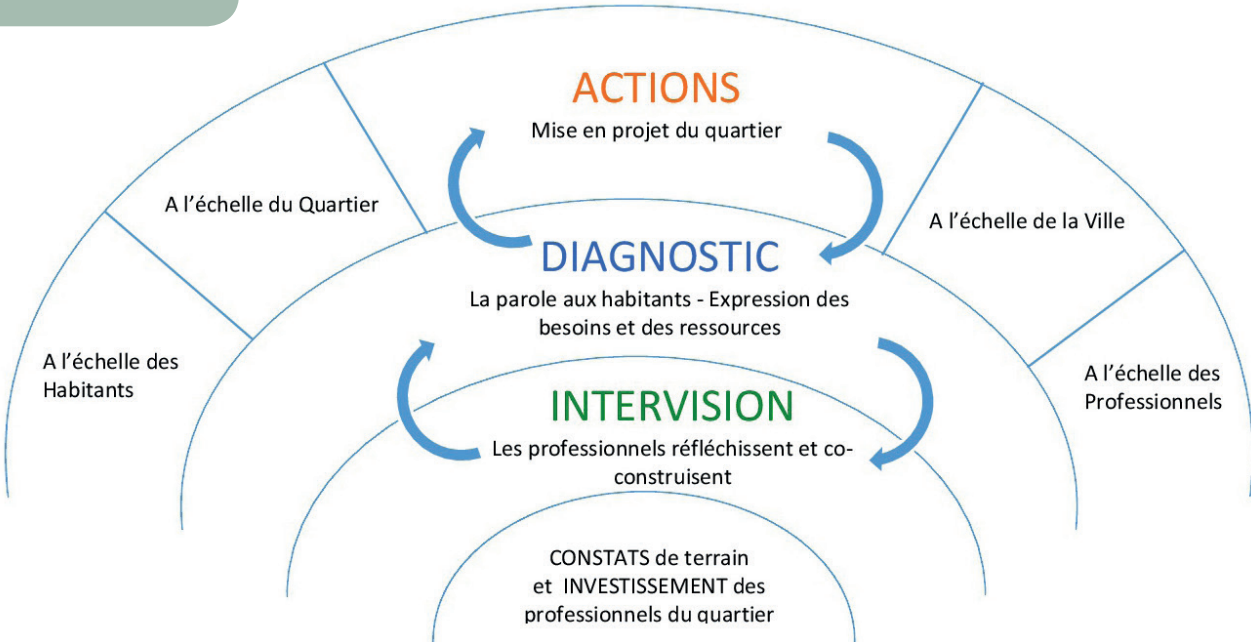 ACTIONS
Mise en projet du quartier
A l'échelle du Quartier
A l'échelle de la Ville
DIAGNOSTIC
La parole aux habitants - Expression des
besoins et des ressources
A l'échelle des
Habitants
A l'échelle des
Professionnels
INTERVISION
Les professionnels réfléchissent et co-
construisent
CONSTATS de terrain
et INVESTISSEMENT des
professionnels du quartier